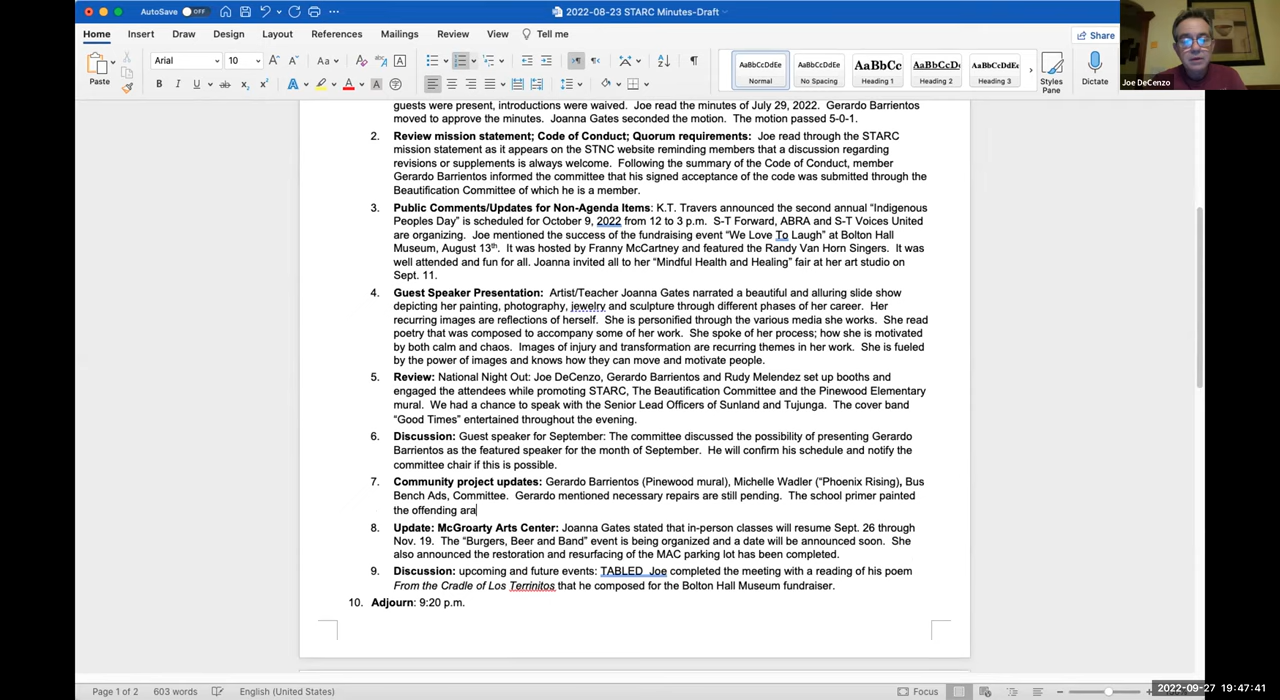 AutoSave OFF
2022-08-23 STARC Minutes-Draft
Home Insert Draw Design Layout References Mailings Review View Tell me
Share
Paste
Arial 10
AaBbCcDdEe AaBbCcDdEe AaBbCc AaBbCcDc AaBbCcDdEe
Normal No Spacing Heading 1 Heading 2 Heading 3
Styles Pane
Dictate
Joe DeCenzo
guests were present, introductions were waived. Joe read the minutes of July 29, 2022. Gerardo Barrientos
moved to approve the minutes. Joanna Gates seconded the motion. The motion passed 5-0-1.
2. Review mission statement; Code of Conduct; Quorum requirements: Joe read through the STARC
mission statement as it appears on the STNC website reminding members that a discussion regarding
revisions or supplements is always welcome. Following the summary of the Code of Conduct, member
Gerardo Barrientos informed the committee that his signed acceptance of the code was submitted through the
Beautification Committee of which he is a member.
3. Public Comments/Updates for Non-Agenda Items: K.T. Travers announced the second annual “Indigenous
Peoples Day” is scheduled for October 9, 2022 from 12 to 3 p.m. S-T Forward, ABRA and S-T Voices United
are organizing. Joe mentioned the success of the fundraising event “We Love To Laugh” at Bolton Hall
Museum, August 13th. It was hosted by Franny McCartney and featured the Randy Van Horn Singers. It was
well attended and fun for all. Joanna invited all to her “Mindful Health and Healing” fair at her art studio on
Sept. 11.
4. Guest Speaker Presentation: Artist/Teacher Joanna Gates narrated a beautiful and alluring slide show
depicting her painting, photography, jewelry and sculpture through different phases of her career. Her
recurring images are reflections of herself. She is personified through the various media she works. She read
poetry that was composed to accompany some of her work. She spoke of her process; how she is motivated
by both calm and chaos. Images of injury and transformation are recurring themes in her work. She is fueled
by the power of images and knows how they can move and motivate people.
5. Review: National Night Out: Joe DeCenzo, Gerardo Barrientos and Rudy Melendez set up booths and
engaged the attendees while promoting STARC, The Beautification Committee and the Pinewood Elementary
mural. We had a chance to speak with the Senior Lead Officers of Sunland and Tujunga. The cover band
“Good Times” entertained throughout the evening.
6. Discussion: Guest speaker for September: The committee discussed the possibility of presenting Gerardo
Barrientos as the featured speaker for the month of September. He will confirm his schedule and notify the
committee chair if this is possible.
7. Community project updates: Gerardo Barrientos (Pinewood mural), Michelle Wadler (“Phoenix Rising), Bus
Bench Ads, Committee. Gerardo mentioned necessary repairs are still pending. The school primer painted
the offending ara
8. Update: McGroarty Arts Center: Joanna Gates stated that in-person classes will resume Sept. 26 through
Nov. 19. The “Burgers, Beer and Band” event is being organized and a date will be announced soon. She
also announced the restoration and resurfacing of the MAC parking lot has been completed.
9. Discussion: upcoming and future events: TABLED Joe completed the meeting with a reading of his poem
From the Cradle of Los Terrinitos that he composed for the Bolton Hall Museum fundraiser.
10. Adjourn: 9:20 p.m.
Page 1 of 2 603 words English (United States) Focus
2022-09-27 19:47:41